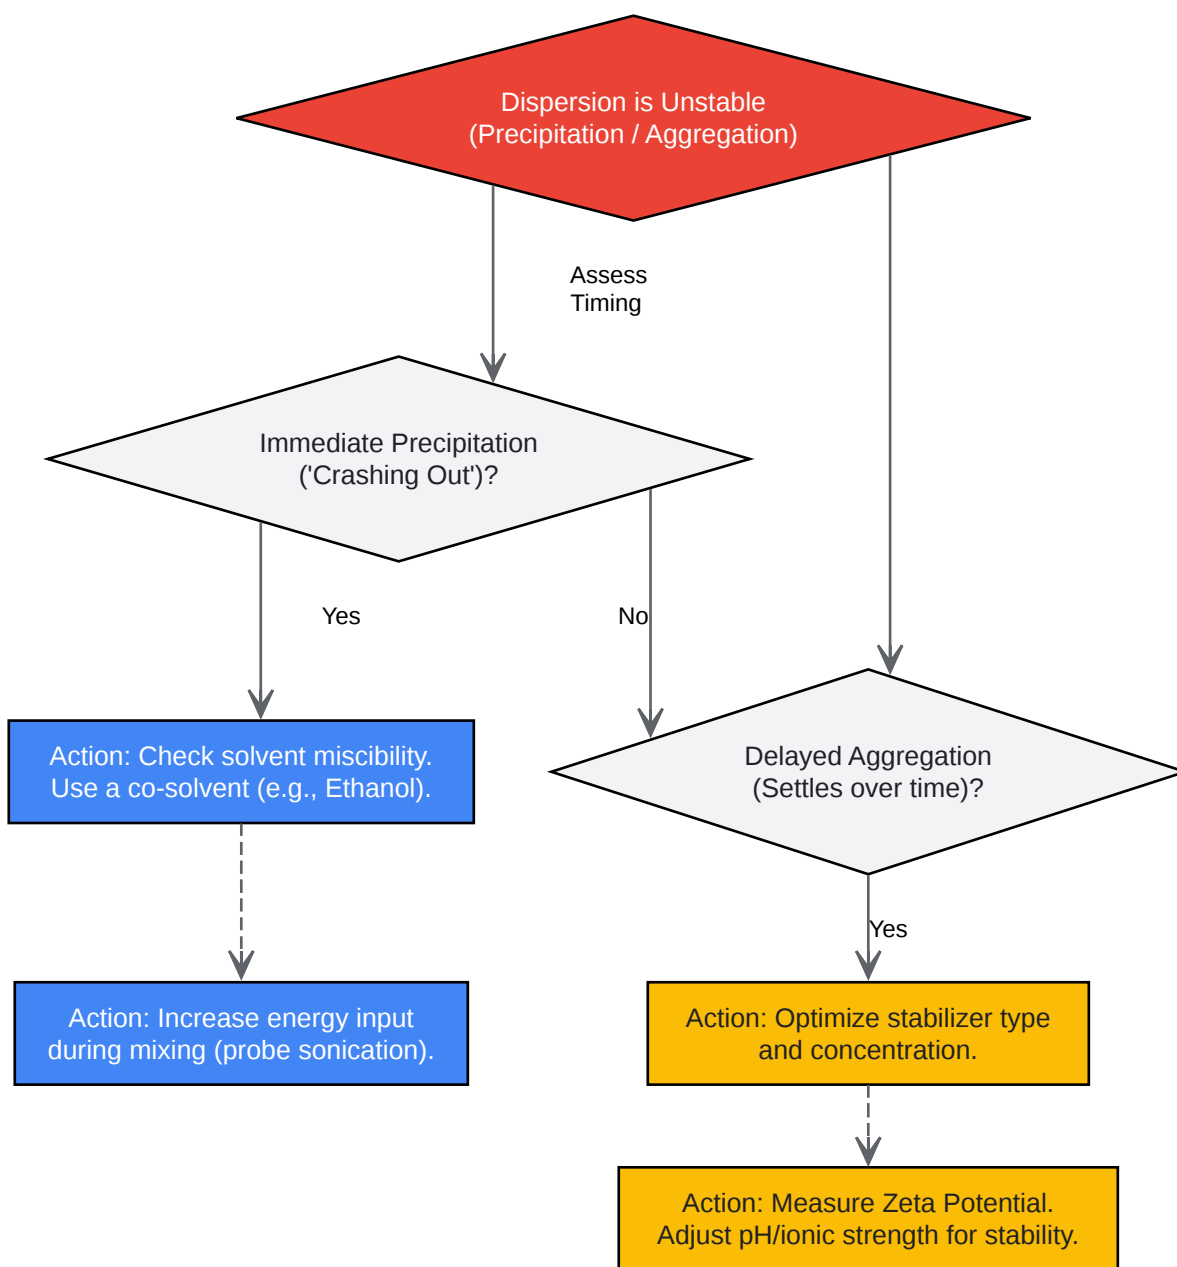 Dispersion is Unstable
(Precipitation / Aggregation)
Assess
Timing
Immediate Precipitation
('Crashing Out')?
Yes
No
Action: Check solvent miscibility.
Use a co-solvent (e.g., Ethanol).
Delayed Aggregation
(Settles over time)?
Yes
Action: Increase energy input
during mixing (probe sonication).
Action: Optimize stabilizer type
and concentration.
Action: Measure Zeta Potential.
Adjust pH/ionic strength for stability.